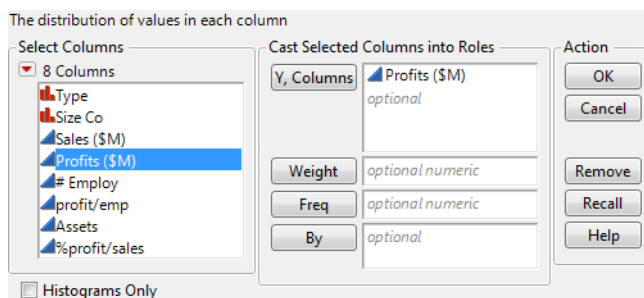 The distribution of values in each column
Select Columns
8 Columns
Type
Size Co
Sales ($M)
Profits ($M)
# Employ
profit/emp
Assets
%profit/sales
Histograms Only
Cast Selected Columns into Roles
Y, Columns
Profits ($M)
optional
Weight
optional numeric
Freq
optional numeric
By
optional
Action
OK
Cancel
Remove
Recall
Help